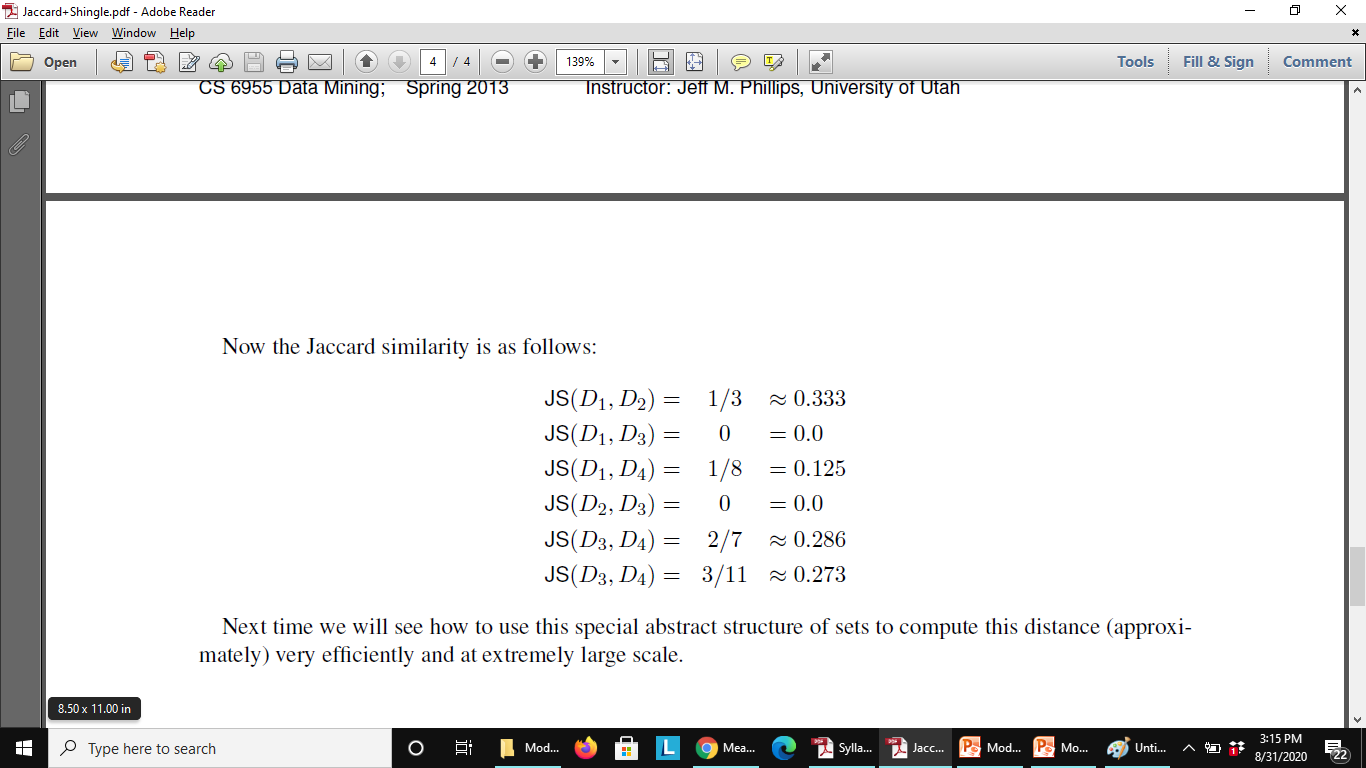 Jaccard+Shingle.pdf - Adobe Reader
File Edit View Window Help
Open 4 / 4 139% Tools Fill & Sign Comment
CS 6955 Data Mining; Spring 2013 Instructor: Jeff M. Phillips, University of Utah
Now the Jaccard similarity is as follows:
JS(D₁, D₂) = 1/3 ≈ 0.333
JS(D₁, D₃) = 0 = 0.0
JS(D₁, D₄) = 1/8 = 0.125
JS(D₂, D₃) = 0 = 0.0
JS(D₃, D₄) = 2/7 ≈ 0.286
JS(D₃, D₄) = 3/11 ≈ 0.273
Next time we will see how to use this special abstract structure of sets to compute this distance (approxi-
mately) very efficiently and at extremely large scale.
8.50 x 11.00 in
Type here to search Mod... L Mea... Sylla... Jacc... Mod... Mo... Unti... 3:15 PM
8/31/2020 22